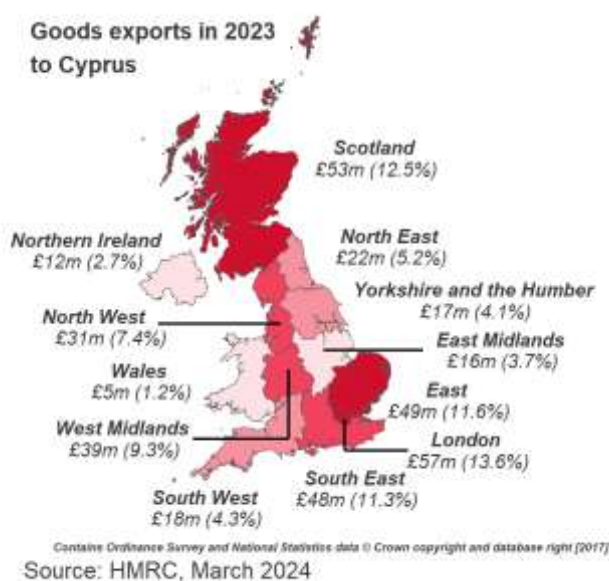 Goods exports in 2023
to Cyprus
Scotland
£53m (12.5%)
Northern Ireland
£12m (2.7%)
North East
£22m (5.2%)
Yorkshire and the Humber
£17m (4.1%)
North West
£31m (7.4%)
East Midlands
£16m (3.7%)
Wales
£5m (1.2%)
East
£49m (11.6%)
West Midlands
£39m (9.3%)
London
£57m (13.6%)
South East
£48m (11.3%)
South West
£18m (4.3%)
Contains Ordinance Survey and National Statistics data © Crown copyright and database right [2017]
Source: HMRC, March 2024